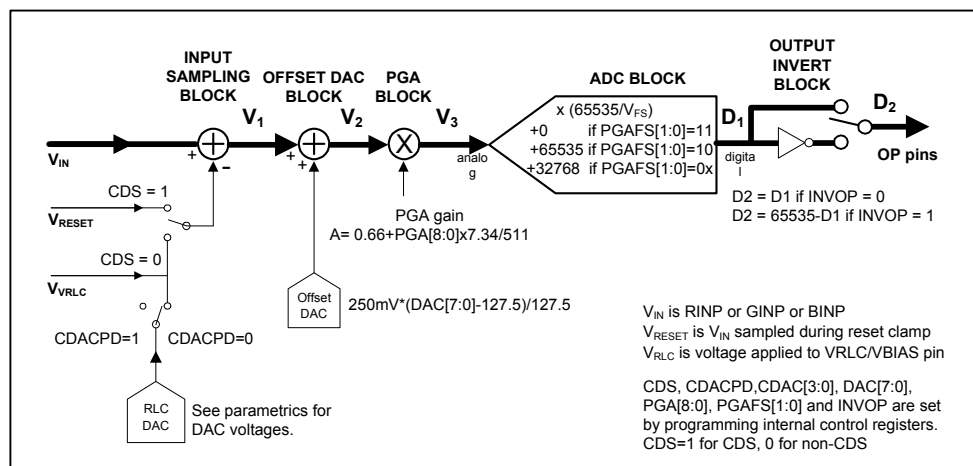 INPUT
SAMPLING
BLOCK
OFFSET DAC
BLOCK
PGA
BLOCK
ADC BLOCK
OUTPUT
INVERT
BLOCK
V1
V2
V3
D1
D2
x (65535/VFS)
+0 if PGAFS[1:0]=11
+65535 if PGAFS[1:0]=10
+32768 if PGAFS[1:0]=0x
VIN
+
–
+
+
X
analo
g
digita
l
OP pins
D2 = D1 if INVOP = 0
D2 = 65535-D1 if INVOP = 1
CDS = 1
VRESET
CDS = 0
VVRLC
PGA gain
A= 0.66+PGA[8:0]x7.34/511
Offset
DAC
250mV*(DAC[7:0]-127.5)/127.5
CDACPD=1
CDACPD=0
RLC
DAC
See parametrics for
DAC voltages.
VIN is RINP or GINP or BINP
VRESET is VIN sampled during reset clamp
VRLC is voltage applied to VRLC/VBIAS pin
CDS, CDACPD,CDAC[3:0], DAC[7:0],
PGA[8:0], PGAFS[1:0] and INVOP are set
by programming internal control registers.
CDS=1 for CDS, 0 for non-CDS